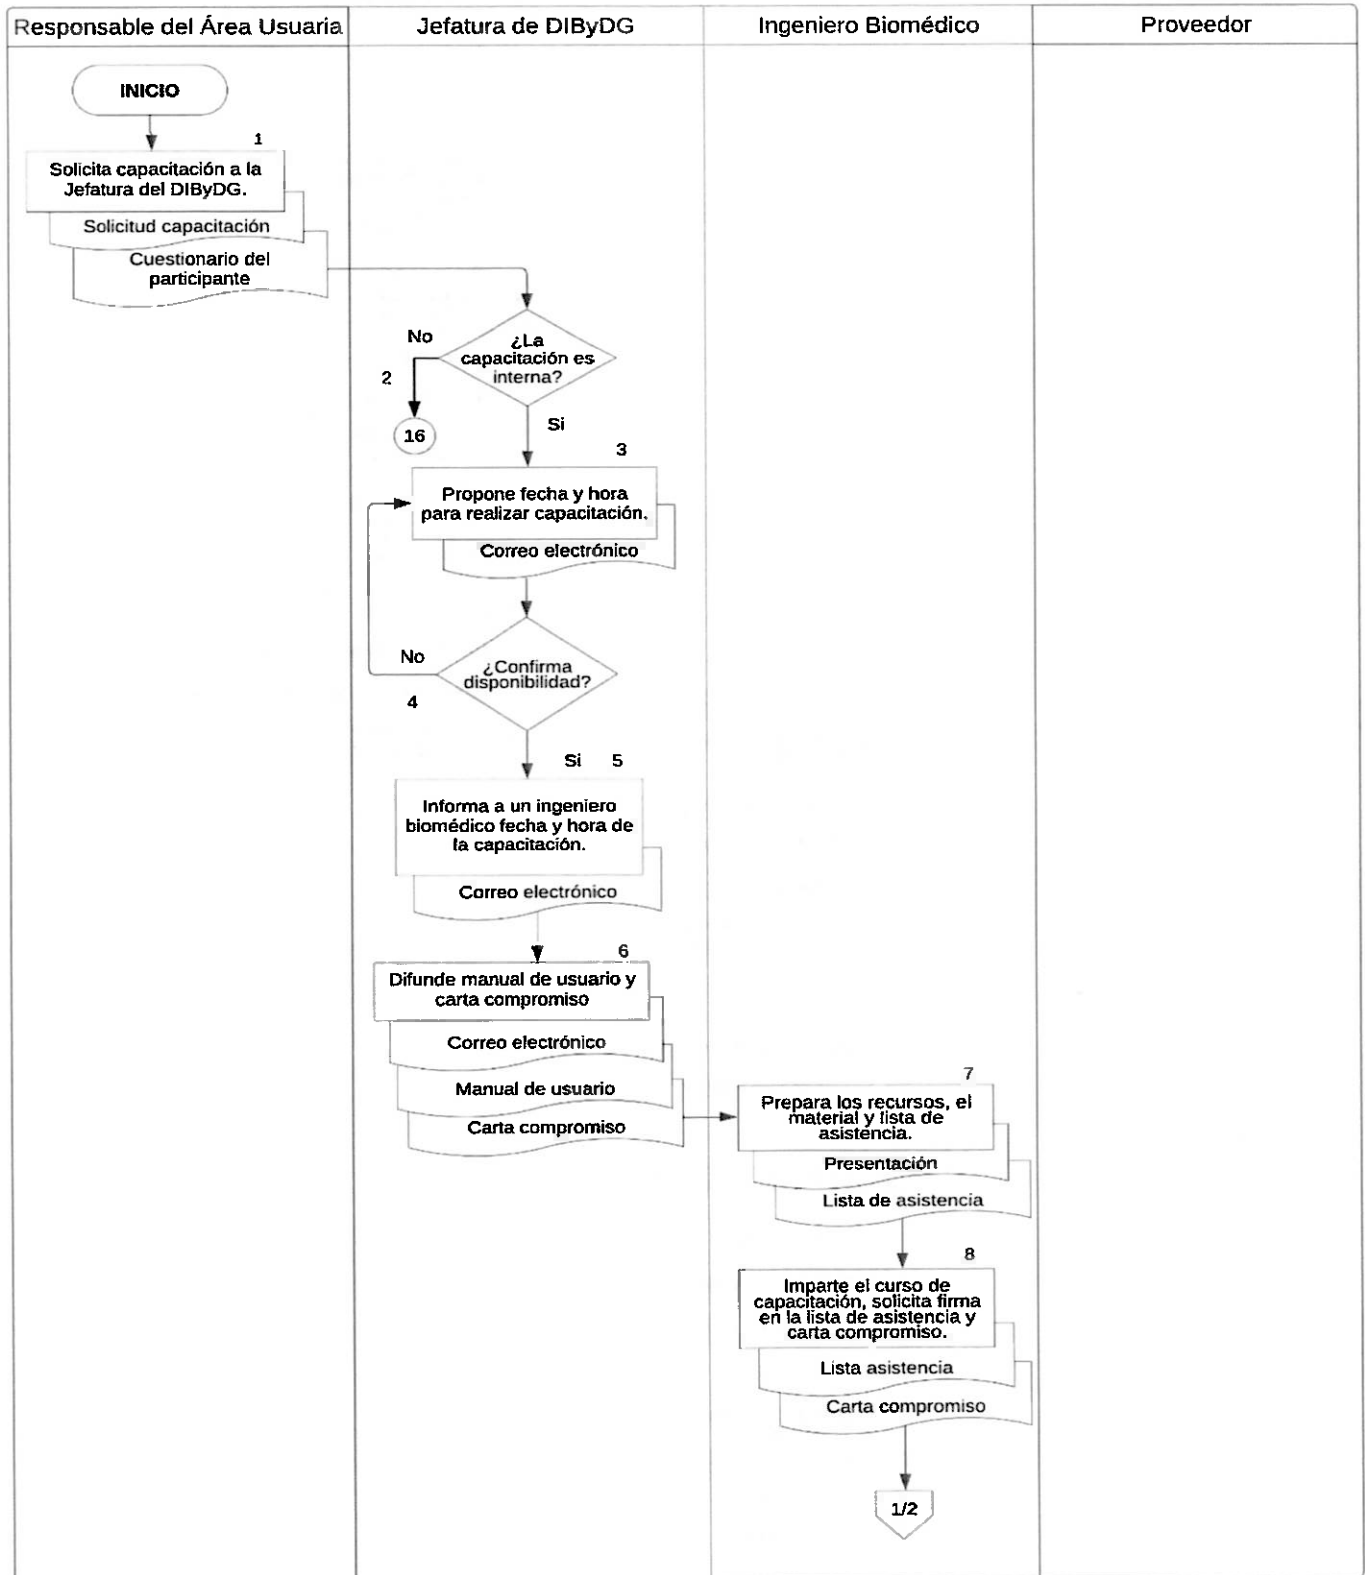 Responsable del Área Usuaria
Jefatura de DIByDG
Ingeniero Biomédico
Proveedor
INICIO
1
Solicita capacitación a la
Jefatura del DIByDG.
Solicitud capacitación
Cuestionario del
participante
No
¿La
capacitación es
interna?
2
16
Si
3
Propone fecha y hora
para realizar capacitación.
Correo electrónico
No
¿Confirma
disponibilidad?
4
Si
5
Informa a un ingeniero
biomédico fecha y hora de
la capacitación.
Correo electrónico
6
Difunde manual de usuario y
carta compromiso
Correo electrónico
Manual de usuario
Carta compromiso
7
Prepara los recursos, el
material y lista de
asistencia.
Presentación
Lista de asistencia
8
Imparte el curso de
capacitación, solicita firma
en la lista de asistencia y
carta compromiso.
Lista asistencia
Carta compromiso
1/2